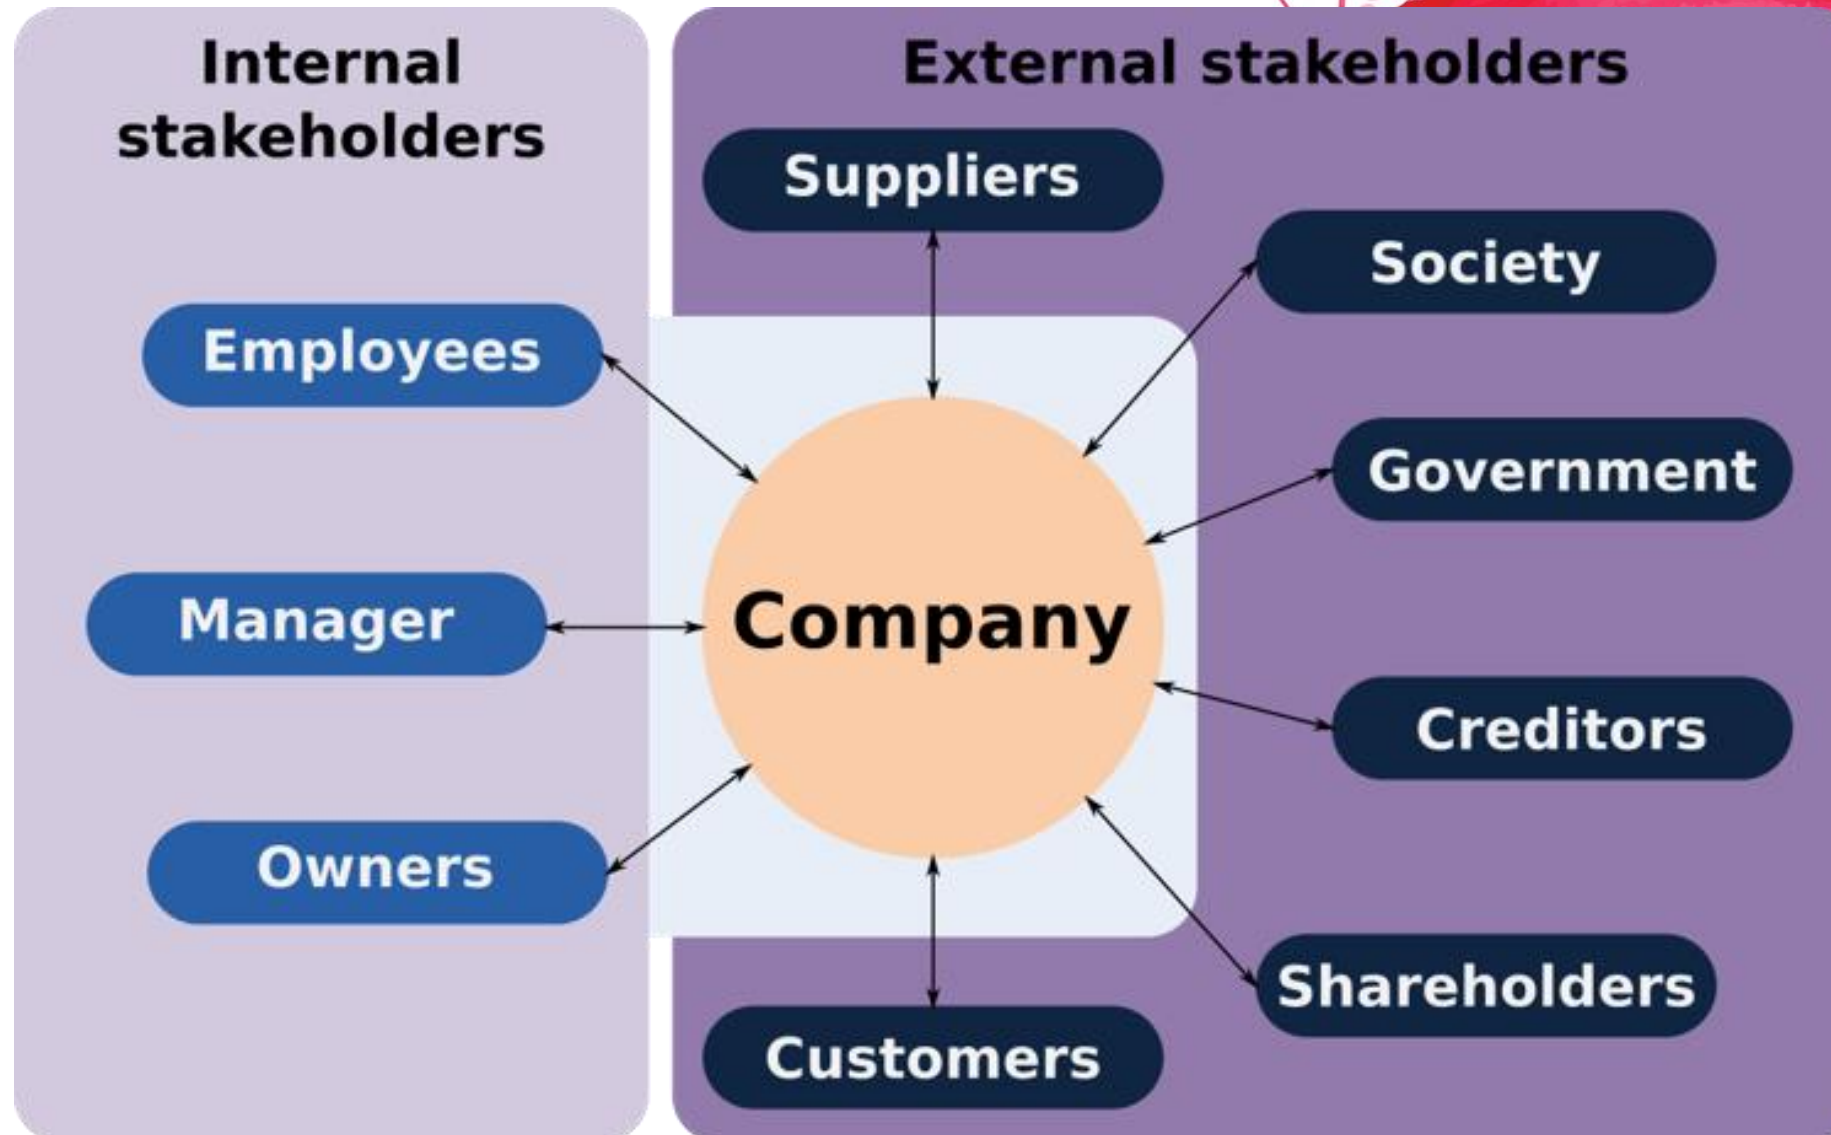 Internal
stakeholders
Employees
Manager
Owners
External stakeholders
Suppliers
Society
Government
Company
Creditors
Shareholders
Customers